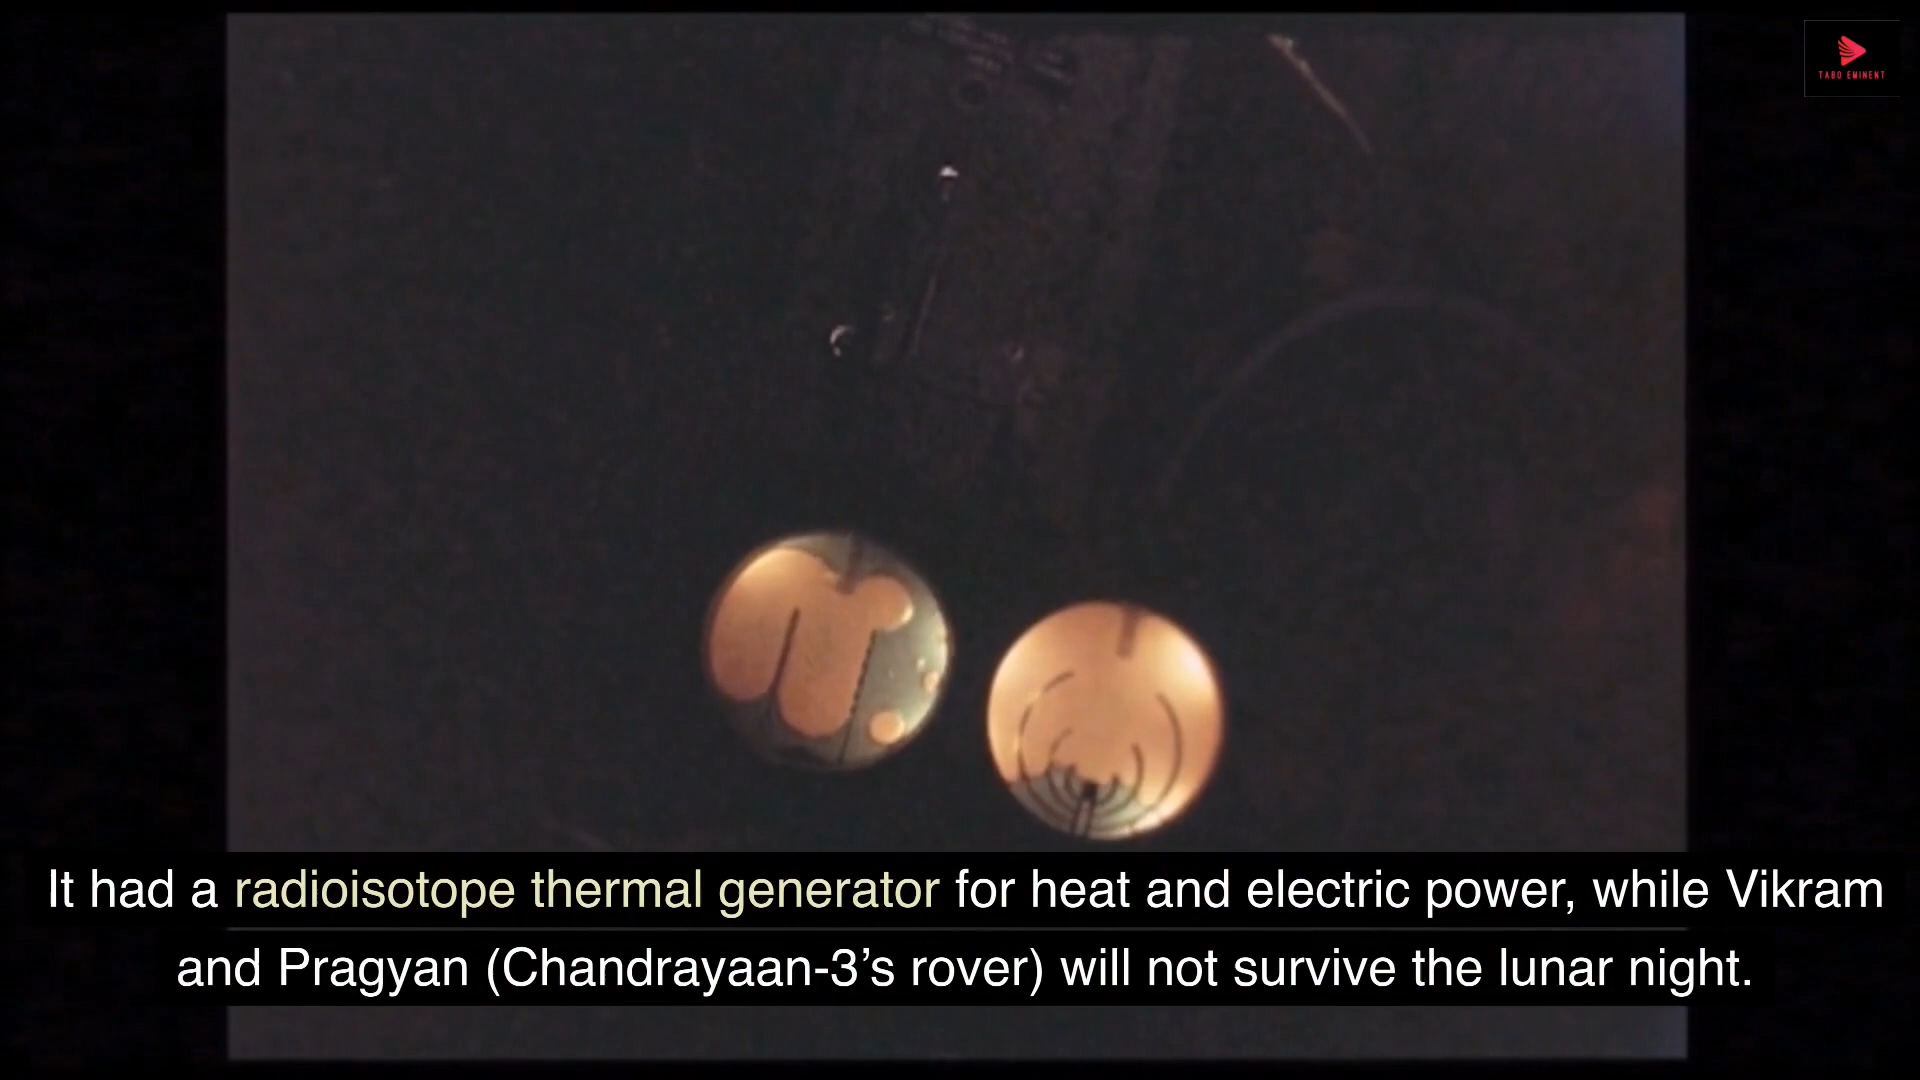 TABO EMINENT
It had a radioisotope thermal generator for heat and electric power, while Vikram
and Pragyan (Chandrayaan-3’s rover) will not survive the lunar night.